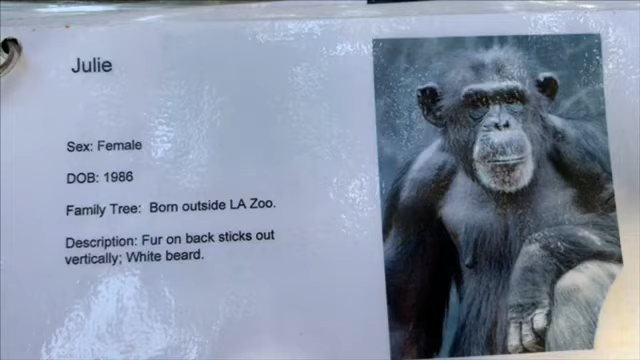 Julie
Sex: Female
DOB: 1986
Family Tree: Born outside LA Zoo.
Description: Fur on back sticks out
vertically; White beard.